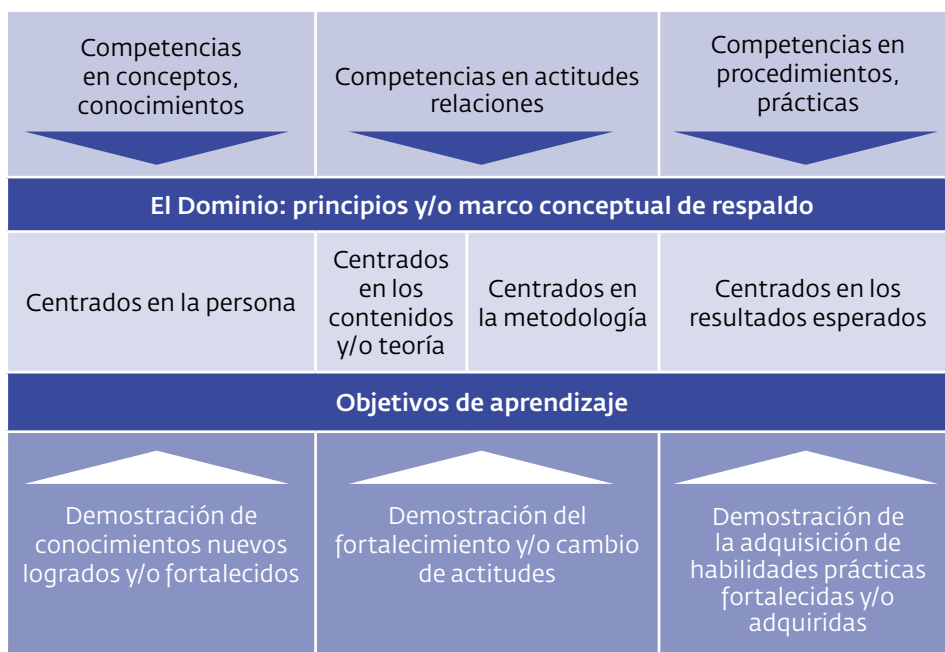 Competencias
en conceptos,
conocimientos
Competencias en actitudes
relaciones
Competencias en
procedimientos,
prácticas
El Dominio: principios y/o marco conceptual de respaldo
Centrados en la persona
Centrados
en los
contenidos
y/o teoría
Centrados en
la metodología
Centrados en los
resultados esperados
Objetivos de aprendizaje
Demostración de
conocimientos nuevos
logrados y/o fortalecidos
Demostración del
fortalecimiento y/o cambio
de actitudes
Demostración de
la adquisición de
habilidades prácticas
fortalecidas y/o
adquiridas